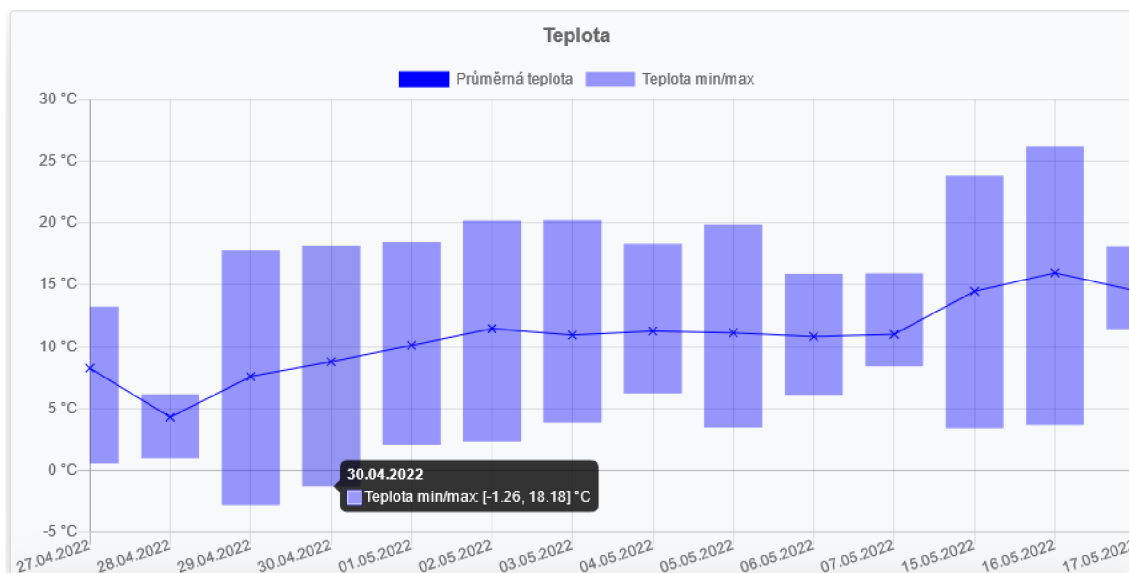 Teplota
Průměrná teplota Teplota min/max
30 °C
25 °C
20 °C
15 °C
10 °C
5 °C
0 °C
-5 °C
30.04.2022
Teplota min/max: [-1.26, 18.18] °C
27.04.2022 28.04.2022 29.04.2022 30.04.2022 01.05.2022 02.05.2022 03.05.2022 04.05.2022 05.05.2022 06.05.2022 07.05.2022 15.05.2022 16.05.2022 17.05.2022